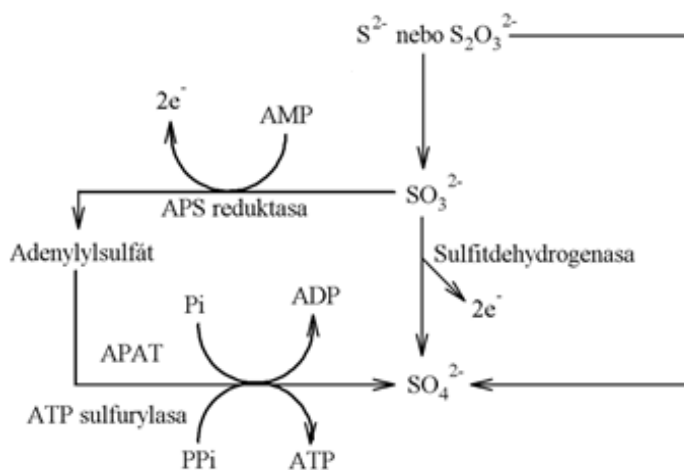 S²⁻ nebo S₂O₃²⁻
2e⁻
AMP
SO₃²⁻
APS reduktasa
Adenylylsulfát
Sulfitdehydrogenasa
Pi
ADP
2e⁻
APAT
SO₄²⁻
ATP sulfurylasa
PPi
ATP